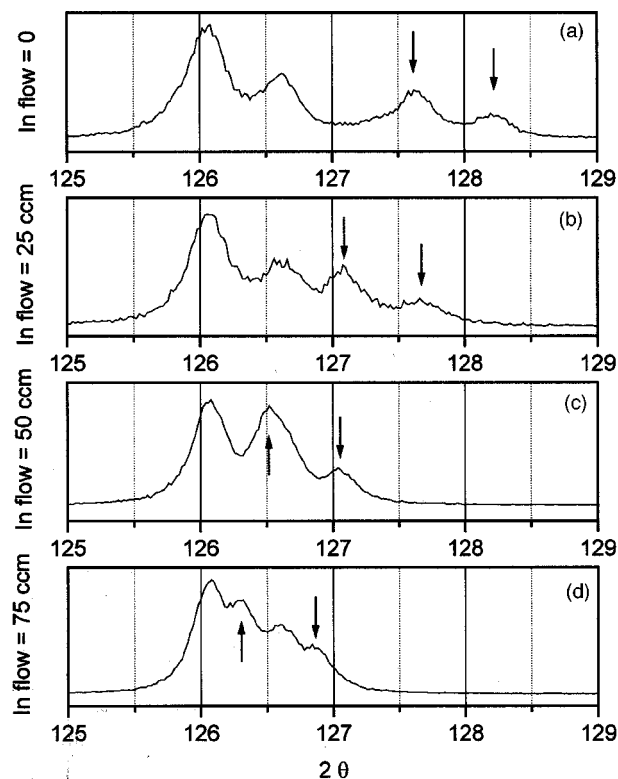 In flow = 0
(a)
125 126 127 128 129
In flow = 25 ccm
(b)
125 126 127 128 129
In flow = 50 ccm
(c)
125 126 127 128 129
In flow = 75 ccm
(d)
125 126 127 128 129
2 θ